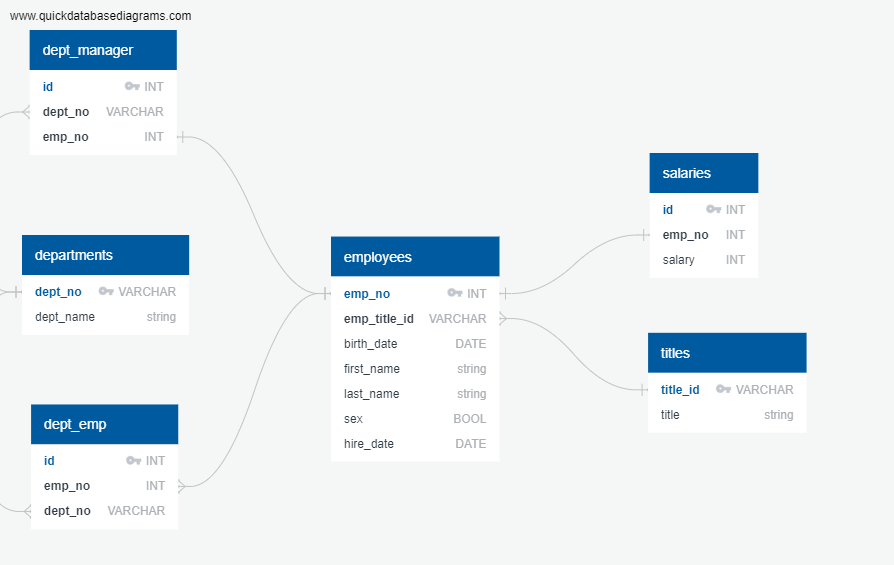 www.quickdatabasediagrams.com
dept_manager
id INT
dept_no VARCHAR
emp_no INT
departments
dept_no VARCHAR
dept_name string
dept_emp
id INT
emp_no INT
dept_no VARCHAR
employees
emp_no INT
emp_title_id VARCHAR
birth_date DATE
first_name string
last_name string
sex BOOL
hire_date DATE
salaries
id INT
emp_no INT
salary INT
titles
title_id VARCHAR
title string